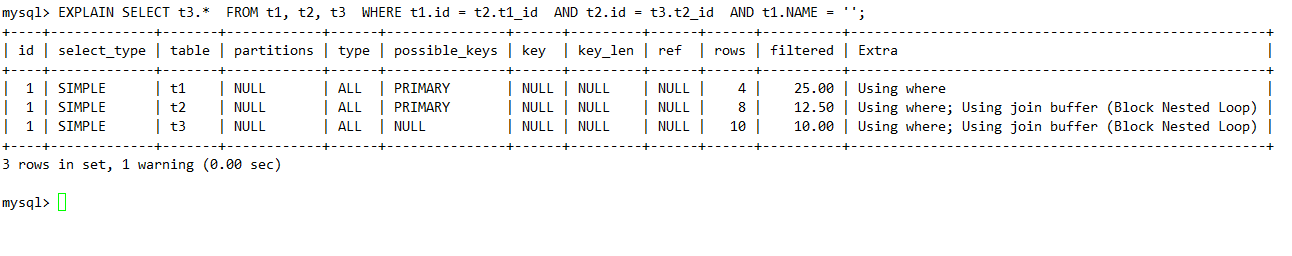 mysql> EXPLAIN SELECT t3.*  FROM t1, t2, t3  WHERE t1.id = t2.t1_id  AND t2.id = t3.t2_id  AND t1.NAME = '';
+----+-------------+-------+------------+------+---------------+------+---------+------+------+----------+----------------------------------------------------+
| id | select_type | table | partitions | type | possible_keys | key  | key_len | ref  | rows | filtered | Extra                                              |
+----+-------------+-------+------------+------+---------------+------+---------+------+------+----------+----------------------------------------------------+
|  1 | SIMPLE      | t1    | NULL       | ALL  | PRIMARY       | NULL | NULL    | NULL |    4 |    25.00 | Using where                                        |
|  1 | SIMPLE      | t2    | NULL       | ALL  | PRIMARY       | NULL | NULL    | NULL |    8 |    12.50 | Using where; Using join buffer (Block Nested Loop) |
|  1 | SIMPLE      | t3    | NULL       | ALL  | NULL          | NULL | NULL    | NULL |   10 |    10.00 | Using where; Using join buffer (Block Nested Loop) |
+----+-------------+-------+------------+------+---------------+------+---------+------+------+----------+----------------------------------------------------+
3 rows in set, 1 warning (0.00 sec)
mysql>